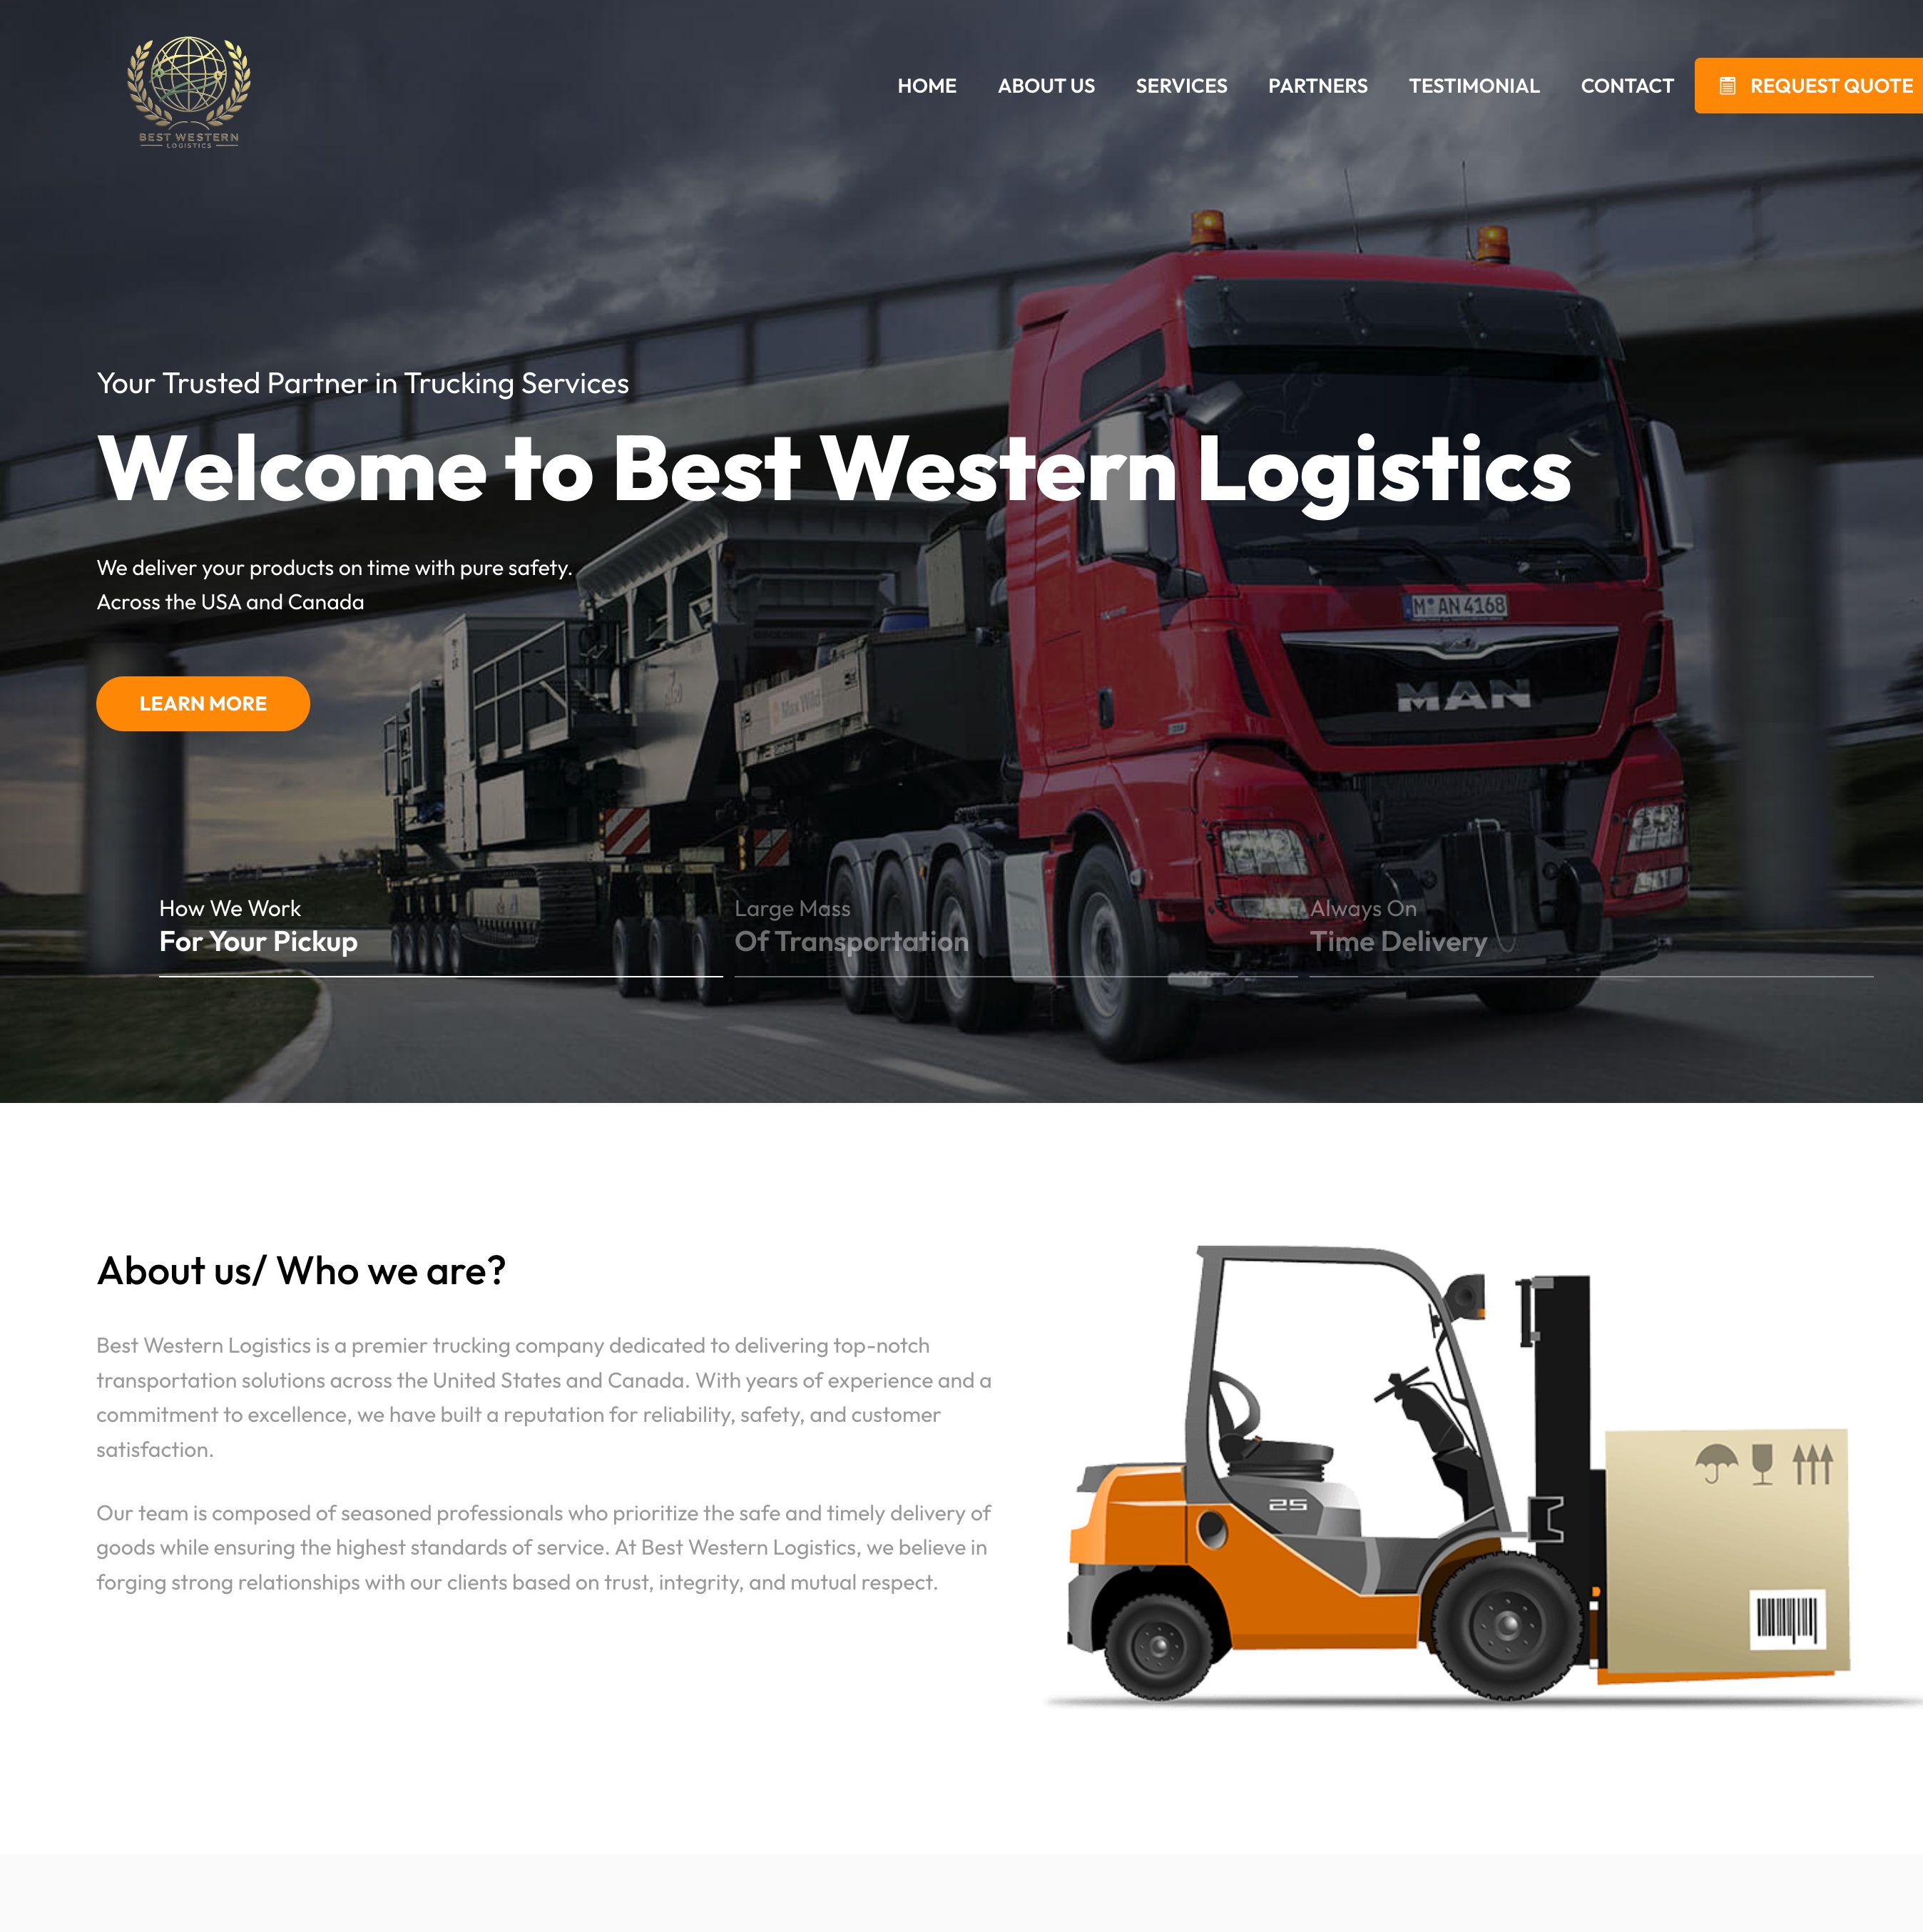 BEST WESTERN
LOGISTICS
HOME ABOUT US SERVICES PARTNERS TESTIMONIAL CONTACT REQUEST QUOTE
Your Trusted Partner in Trucking Services
Welcome to Best Western Logistics
We deliver your products on time with pure safety.
Across the USA and Canada
M AN 4168
LEARN MORE
MAN
Max Wild
How We Work
For Your Pickup
Large Mass
Of Transportation
Always On
Time Delivery
About us/ Who we are?
Best Western Logistics is a premier trucking company dedicated to delivering top-notch
transportation solutions across the United States and Canada. With years of experience and a
commitment to excellence, we have built a reputation for reliability, safety, and customer
satisfaction.
Our team is composed of seasoned professionals who prioritize the safe and timely delivery of
goods while ensuring the highest standards of service. At Best Western Logistics, we believe in
forging strong relationships with our clients based on trust, integrity, and mutual respect.
25